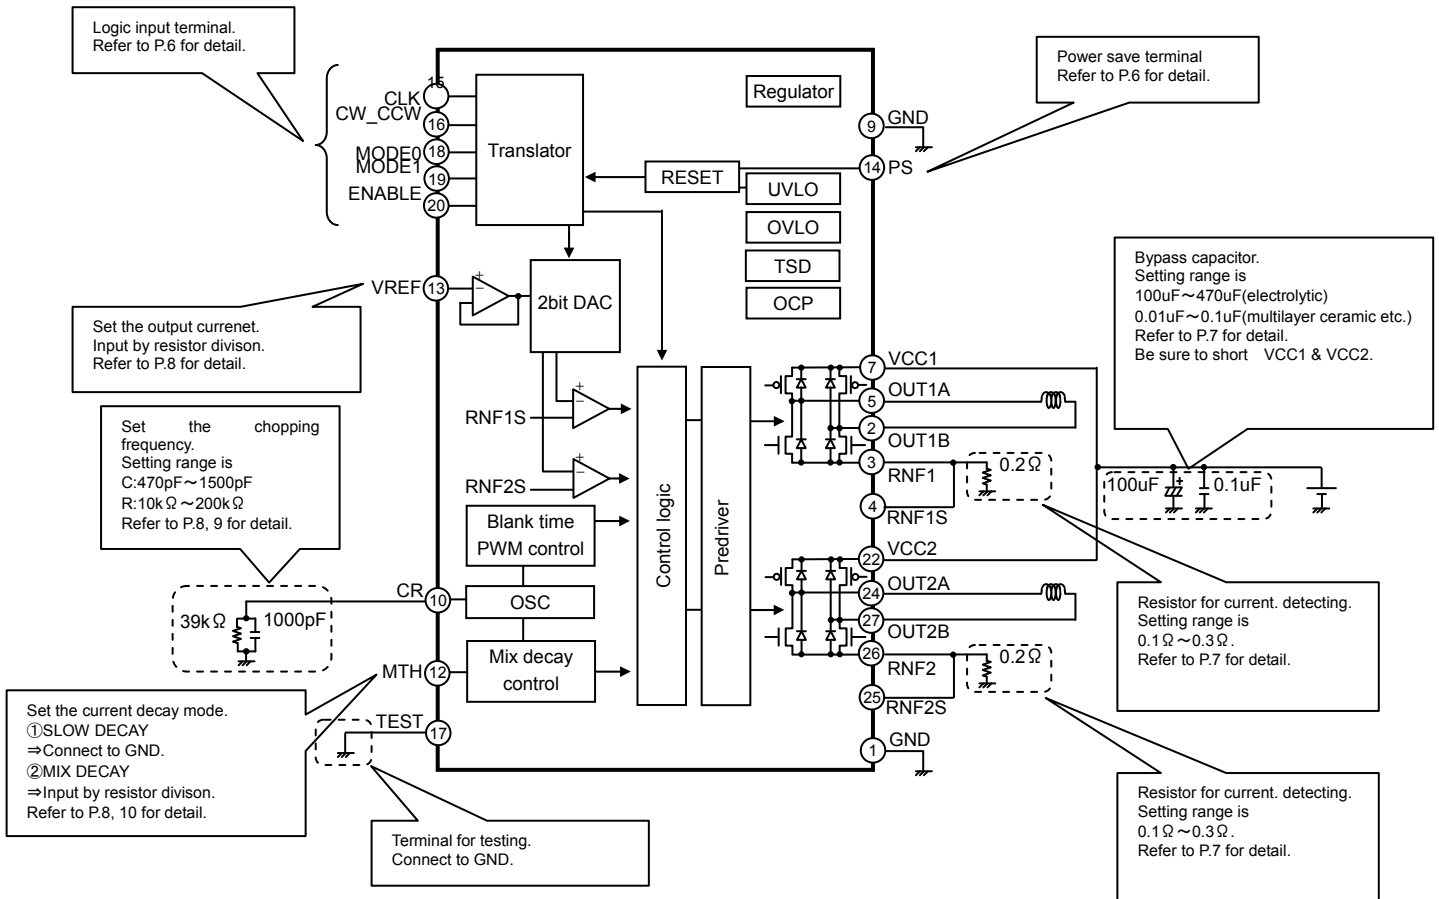 Logic input terminal.
Refer to P.6 for detail.
Power save terminal
Refer to P.6 for detail.
15
CLK
CW_CCW
16
MODE0
18
MODE1
19
ENABLE
20
Translator
Regulator
9
GND
14
PS
RESET
UVLO
OVLO
TSD
OCP
VREF
13
+
−
2bit DAC
Set the output currenet.
Input by resistor divison.
Refer to P.8 for detail.
Bypass capacitor.
Setting range is
100uF～470uF(electrolytic)
0.01uF～0.1uF(multilayer ceramic etc.)
Refer to P.7 for detail.
Be sure to short VCC1 & VCC2.
7
VCC1
5
OUT1A
2
OUT1B
3
RNF1
4
RNF1S
0.2Ω
100uF
+
0.1uF
Set the chopping
frequency.
Setting range is
C:470pF～1500pF
R:10kΩ～200kΩ
Refer to P.8, 9 for detail.
RNF1S
+
−
RNF2S
+
−
Blank time
PWM control
OSC
Mix decay
control
Control logic
Predriver
22
VCC2
24
OUT2A
27
OUT2B
26
RNF2
25
RNF2S
0.2Ω
1
GND
39kΩ
1000pF
CR
10
MTH
12
TEST
17
Set the current decay mode.
①SLOW DECAY
⇒Connect to GND.
②MIX DECAY
⇒Input by resistor divison.
Refer to P.8, 10 for detail.
Terminal for testing.
Connect to GND.
Resistor for current. detecting.
Setting range is
0.1Ω～0.3Ω.
Refer to P.7 for detail.
Resistor for current. detecting.
Setting range is
0.1Ω～0.3Ω.
Refer to P.7 for detail.